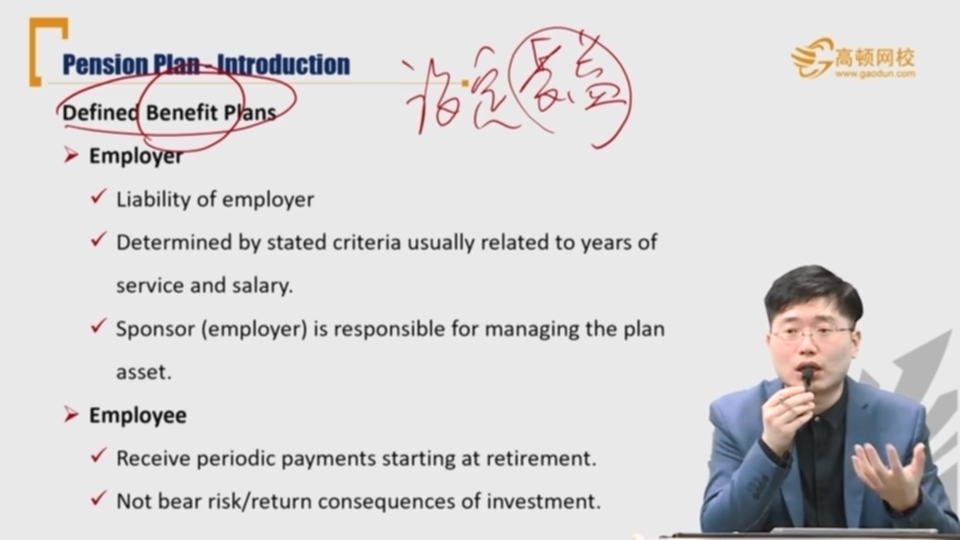 Pension Plan - Introduction
设定受益
高顿网校
www.gaodun.com
Defined Benefit Plans
Employer
Liability of employer
Determined by stated criteria usually related to years of
service and salary.
Sponsor (employer) is responsible for managing the plan
asset.
Employee
Receive periodic payments starting at retirement.
Not bear risk/return consequences of investment.